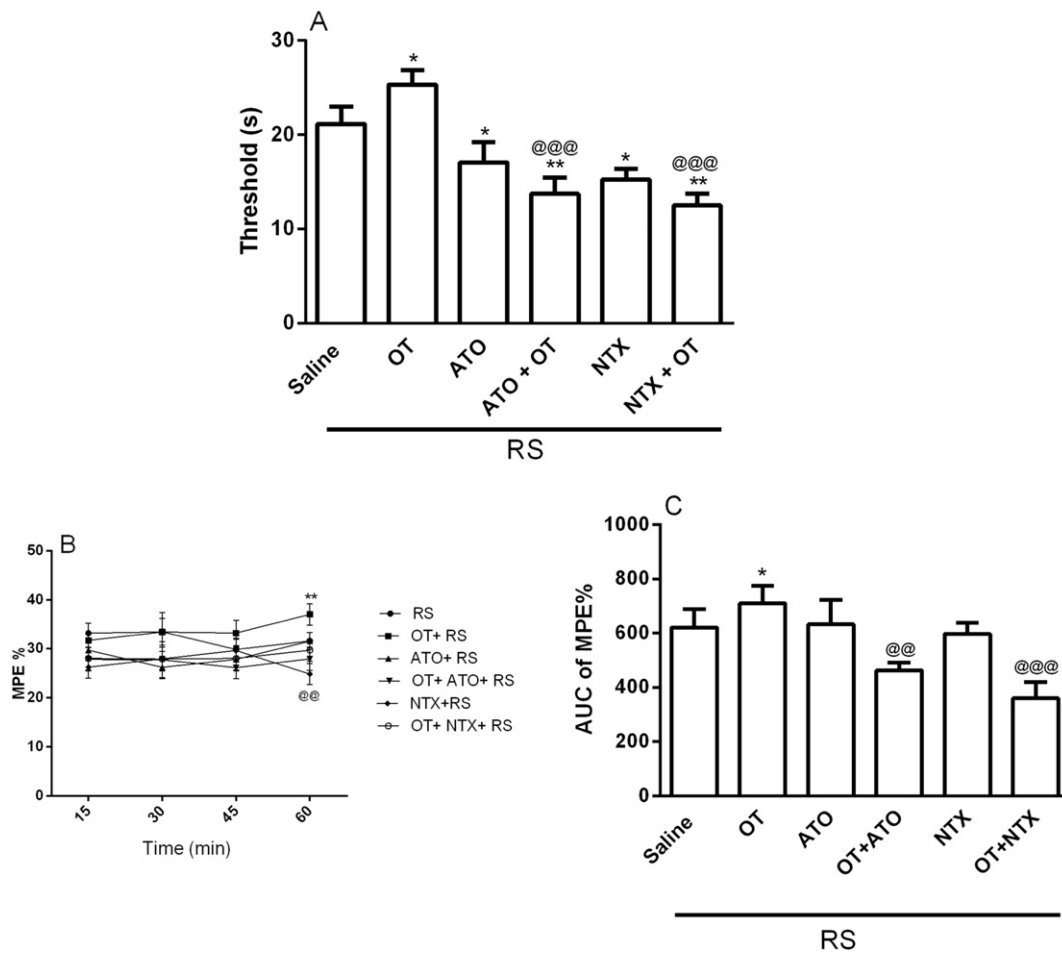 A
30
20
10
0
Threshold (s)
*
*
@@@
**
*
@@@
**
Saline
OT
ATO
ATO + OT
NTX
NTX + OT
RS
B
50
40
30
20
10
0
MPE %
**
@@
15
30
45
60
Time (min)
RS
OT+ RS
ATO+ RS
OT+ ATO+ RS
NTX+RS
OT+ NTX+ RS
C
1000
800
600
400
200
0
AUC of MPE%
*
@@
@@@
Saline
OT
ATO
OT+ATO
NTX
OT+NTX
RS